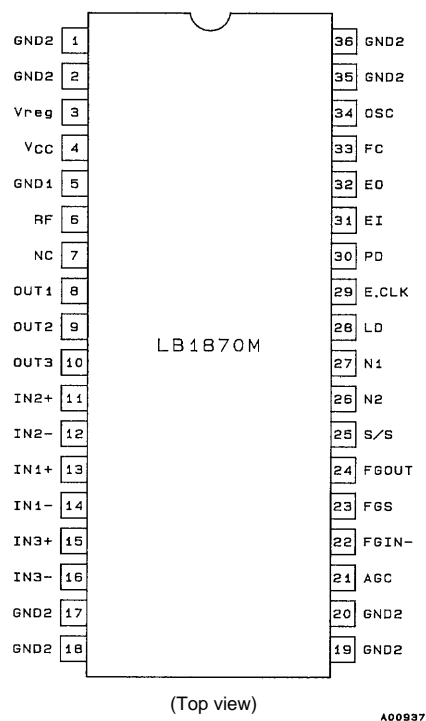 GND2 1 36 GND2
GND2 2 35 GND2
Vreg 3 34 OSC
VCC 4 33 FC
GND1 5 32 EO
RF 6 31 EI
NC 7 30 PD
OUT1 8 29 E.CLK
OUT2 9 28 LD
LB1870M
OUT3 10 27 N1
IN2+ 11 26 N2
IN2- 12 25 S/S
IN1+ 13 24 FGOUT
IN1- 14 23 FGS
IN3+ 15 22 FGIN-
IN3- 16 21 AGC
GND2 17 20 GND2
GND2 18 19 GND2
(Top view)
A00937